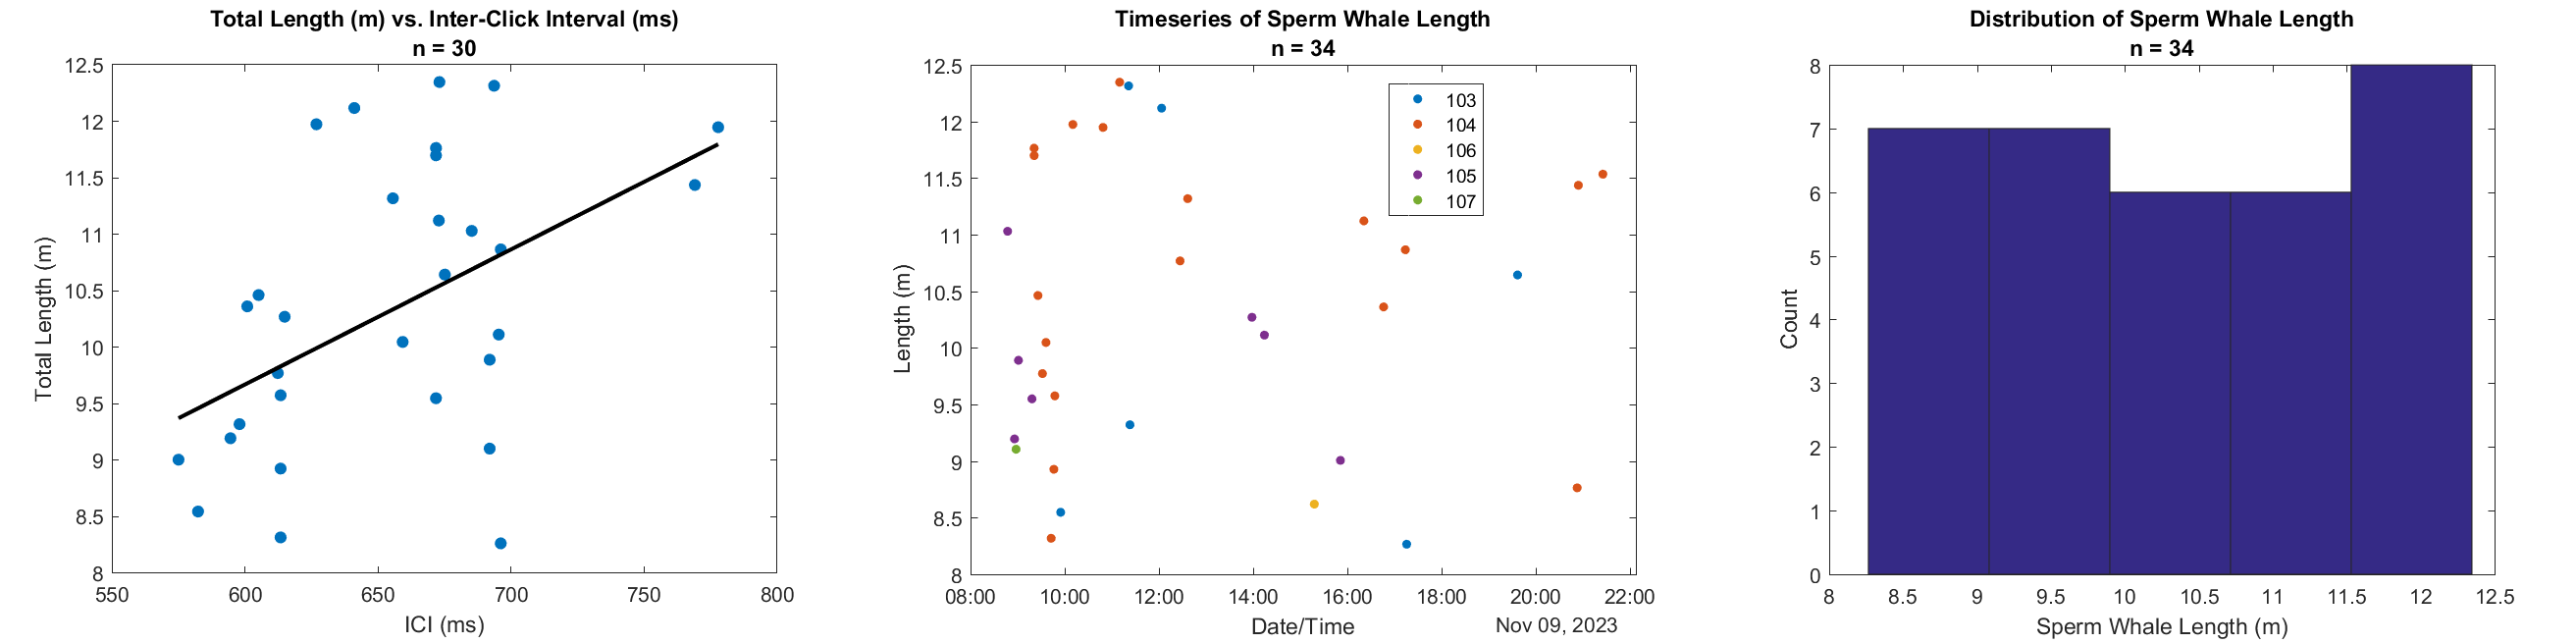 Total Length (m) vs. Inter-Click Interval (ms)
n = 30
12.5
12
11.5
11
10.5
10
9.5
9
8.5
8
Total Length (m)
550 600 650 700 750 800
ICI (ms)
Timeseries of Sperm Whale Length
n = 34
12.5
12
11.5
11
10.5
10
9.5
9
8.5
8
Length (m)
103
104
106
105
107
08:00 10:00 12:00 14:00 16:00 18:00 20:00 22:00
Date/Time
Nov 09, 2023
Distribution of Sperm Whale Length
n = 34
8
7
6
5
4
3
2
1
0
Count
8 8.5 9 9.5 10 10.5 11 11.5 12 12.5
Sperm Whale Length (m)